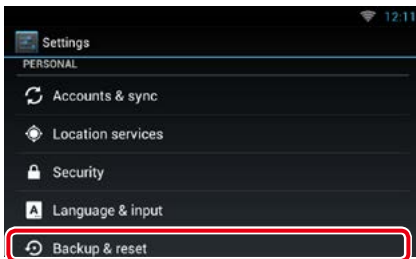 12:11
Settings
PERSONAL
Accounts & sync
Location services
Security
A Language & input
Backup & reset